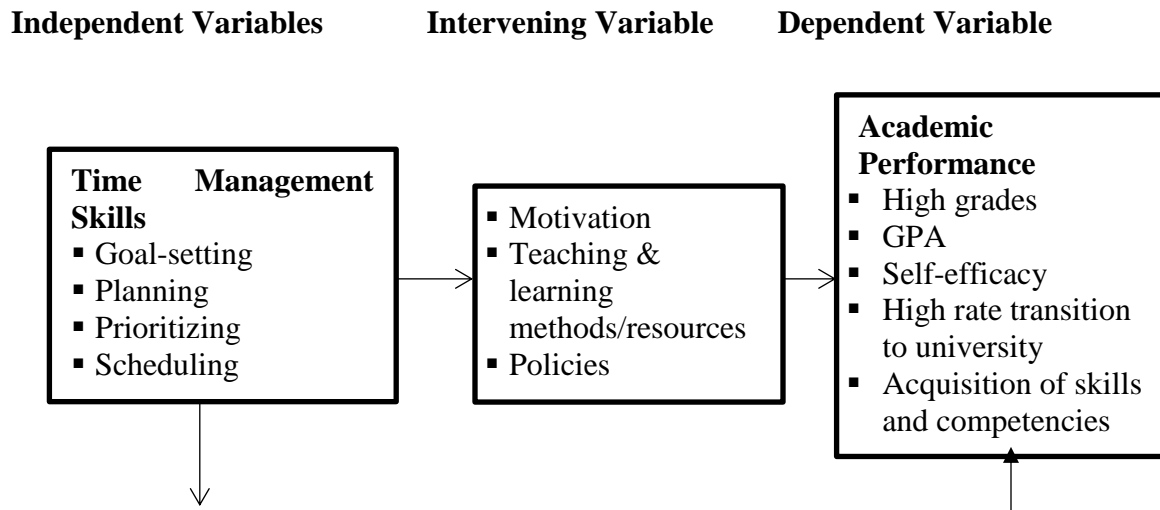 Independent Variables
Intervening Variable
Dependent Variable
Time Management
Skills
▪ Goal-setting
▪ Planning
▪ Prioritizing
▪ Scheduling
▪ Motivation
▪ Teaching &
learning
methods/resources
▪ Policies
Academic
Performance
▪ High grades
▪ GPA
▪ Self-efficacy
▪ High rate transition
to university
▪ Acquisition of skills
and competencies